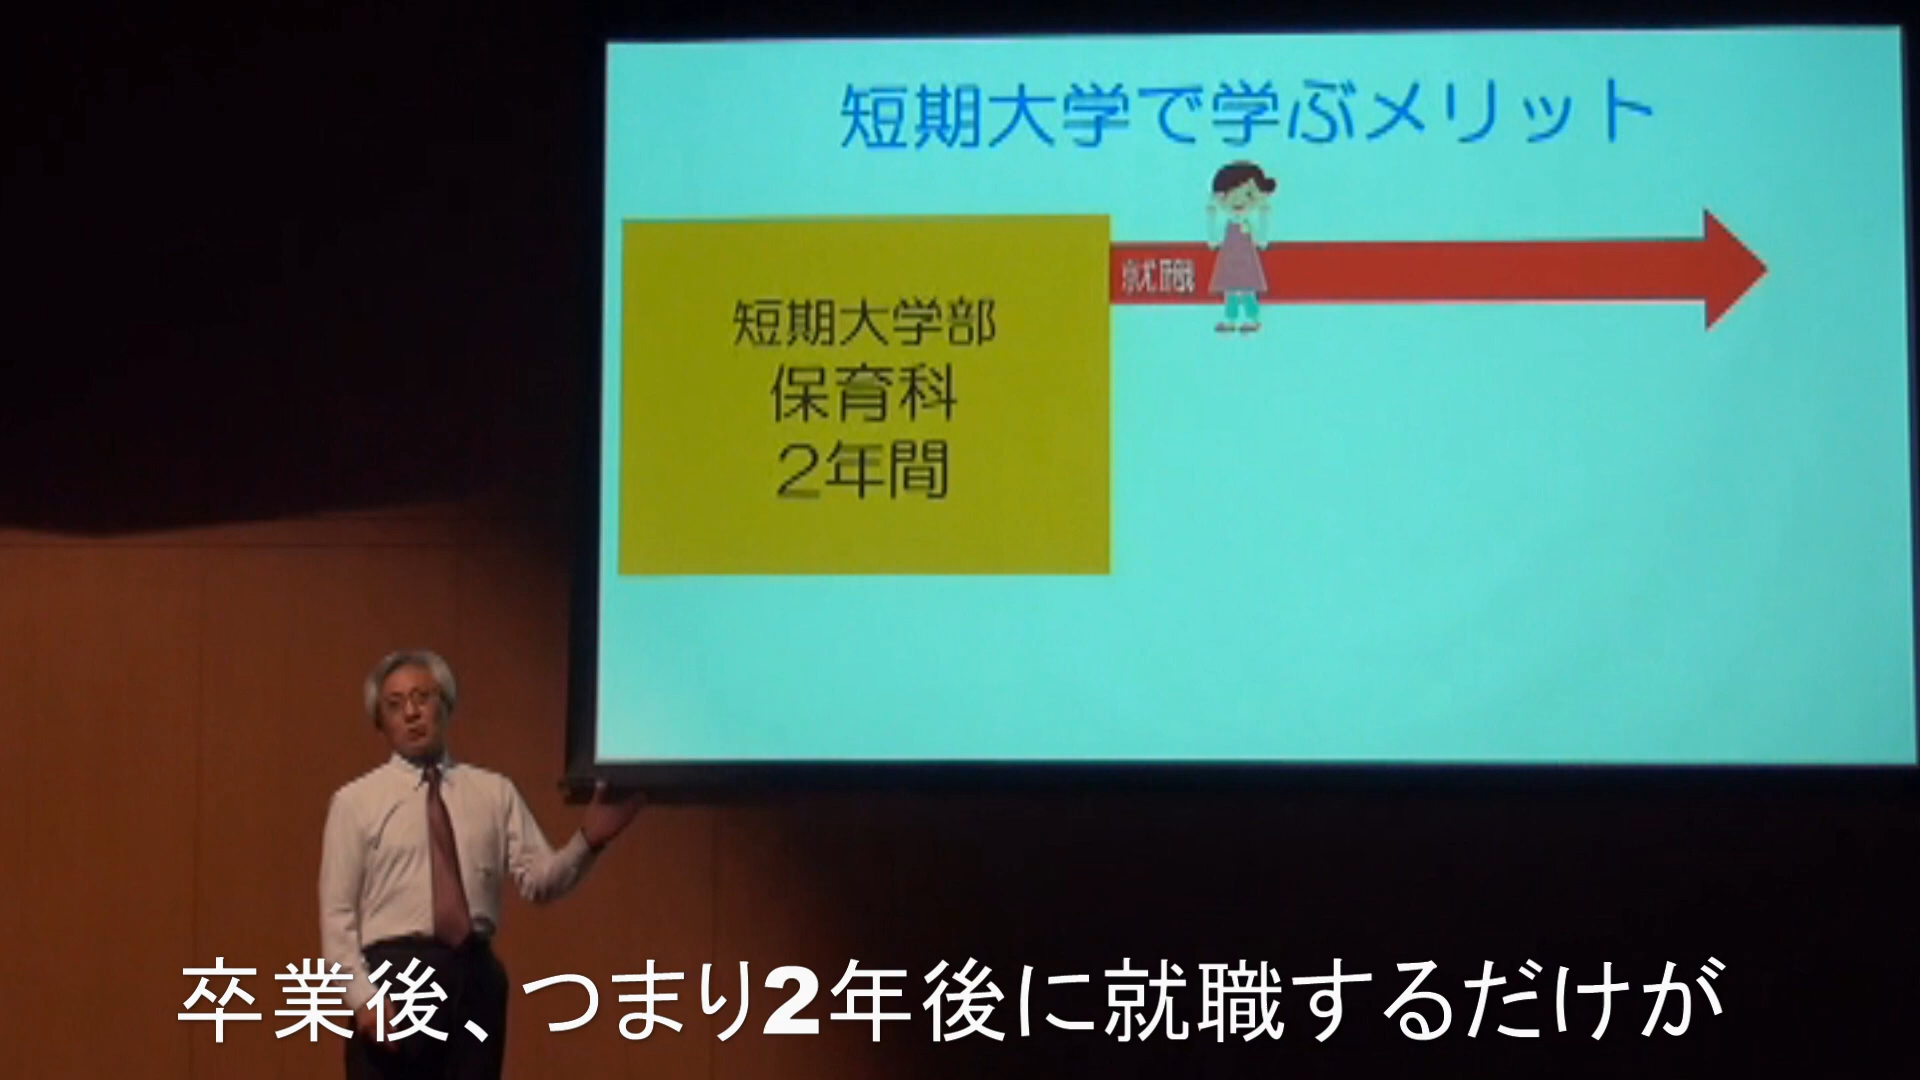 短期大学で学ぶメリット
就職
短期大学部
保育科
2年間
卒業後、つまり2年後に就職するだけが